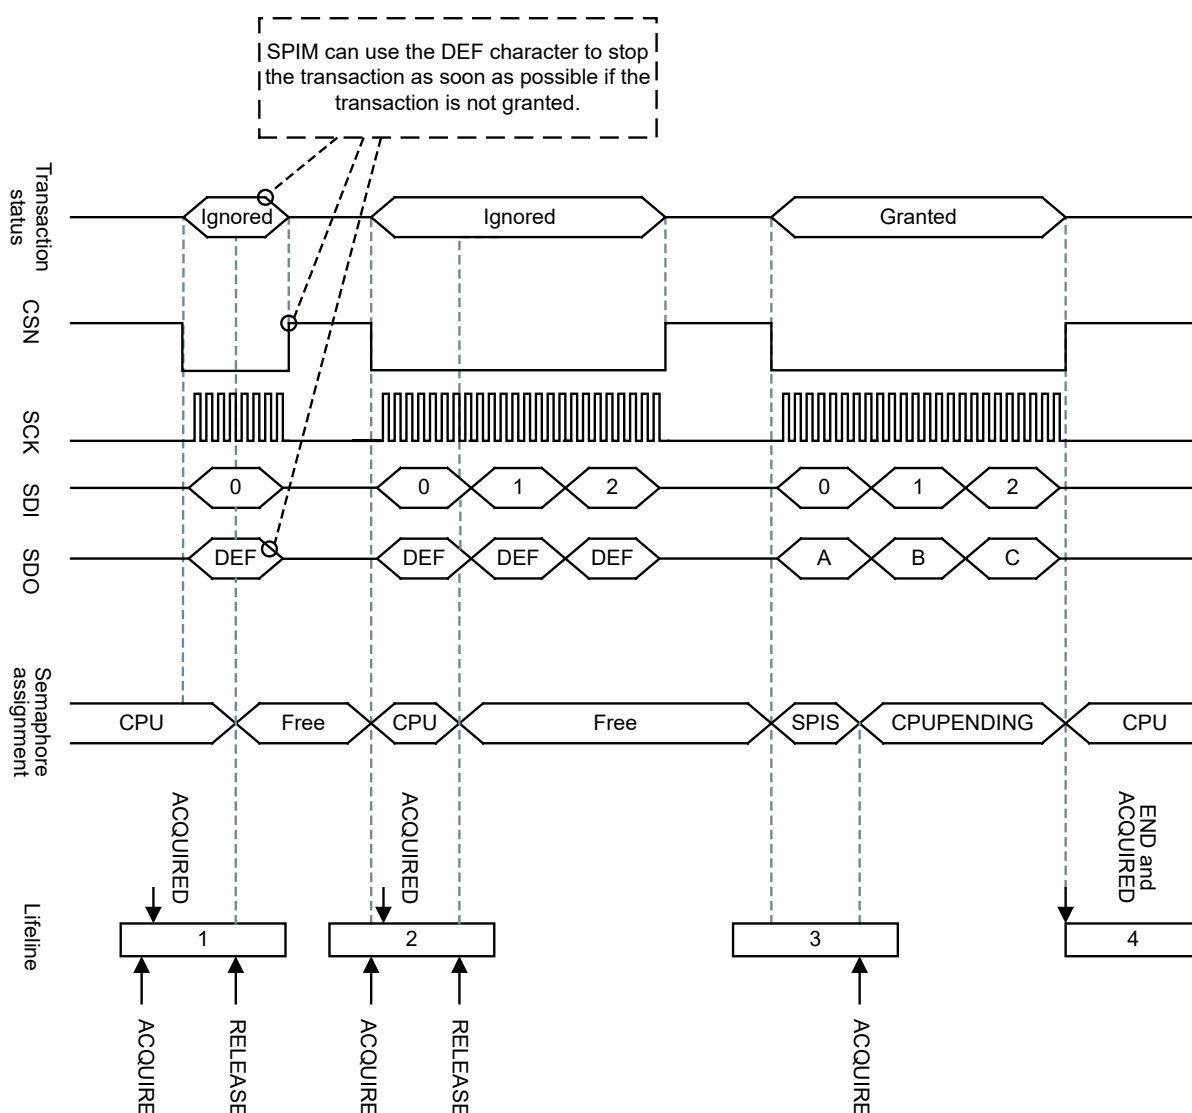 SPIM can use the DEF character to stop
the transaction as soon as possible if the
transaction is not granted.
Transaction
status
Ignored
Ignored
Granted
CSN
SCK
SDI
0
0
1
2
0
1
2
SDO
DEF
DEF
DEF
DEF
A
B
C
Semaphore
assignment
CPU
Free
CPU
Free
SPIS
CPUPENDING
CPU
ACQUIRED
ACQUIRED
END and
ACQUIRED
Lifeline
1
2
3
4
ACQUIRE
RELEASE
ACQUIRE
RELEASE
ACQUIRE